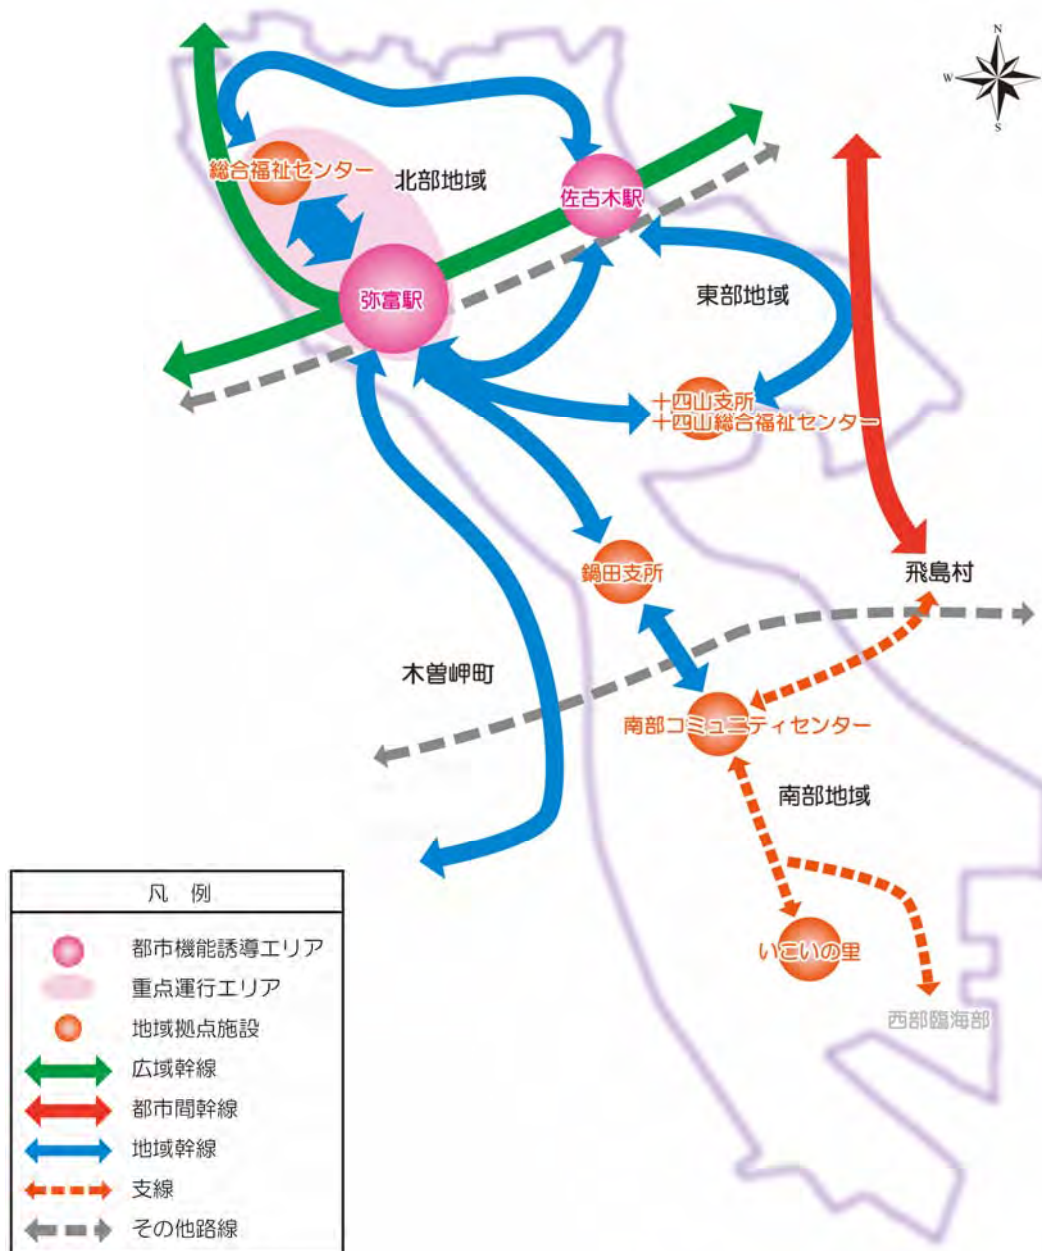 N
W
S
総合福祉センター
北部地域
佐古木駅
弥富駅
東部地域
十四山支所
十四山総合福祉センター
鍋田支所
飛島村
木曽岬町
南部コミュニティセンター
南部地域
いこいの里
西部臨海部
凡 例
都市機能誘導エリア
重点運行エリア
地域拠点施設
広域幹線
都市間幹線
地域幹線
支線
その他路線